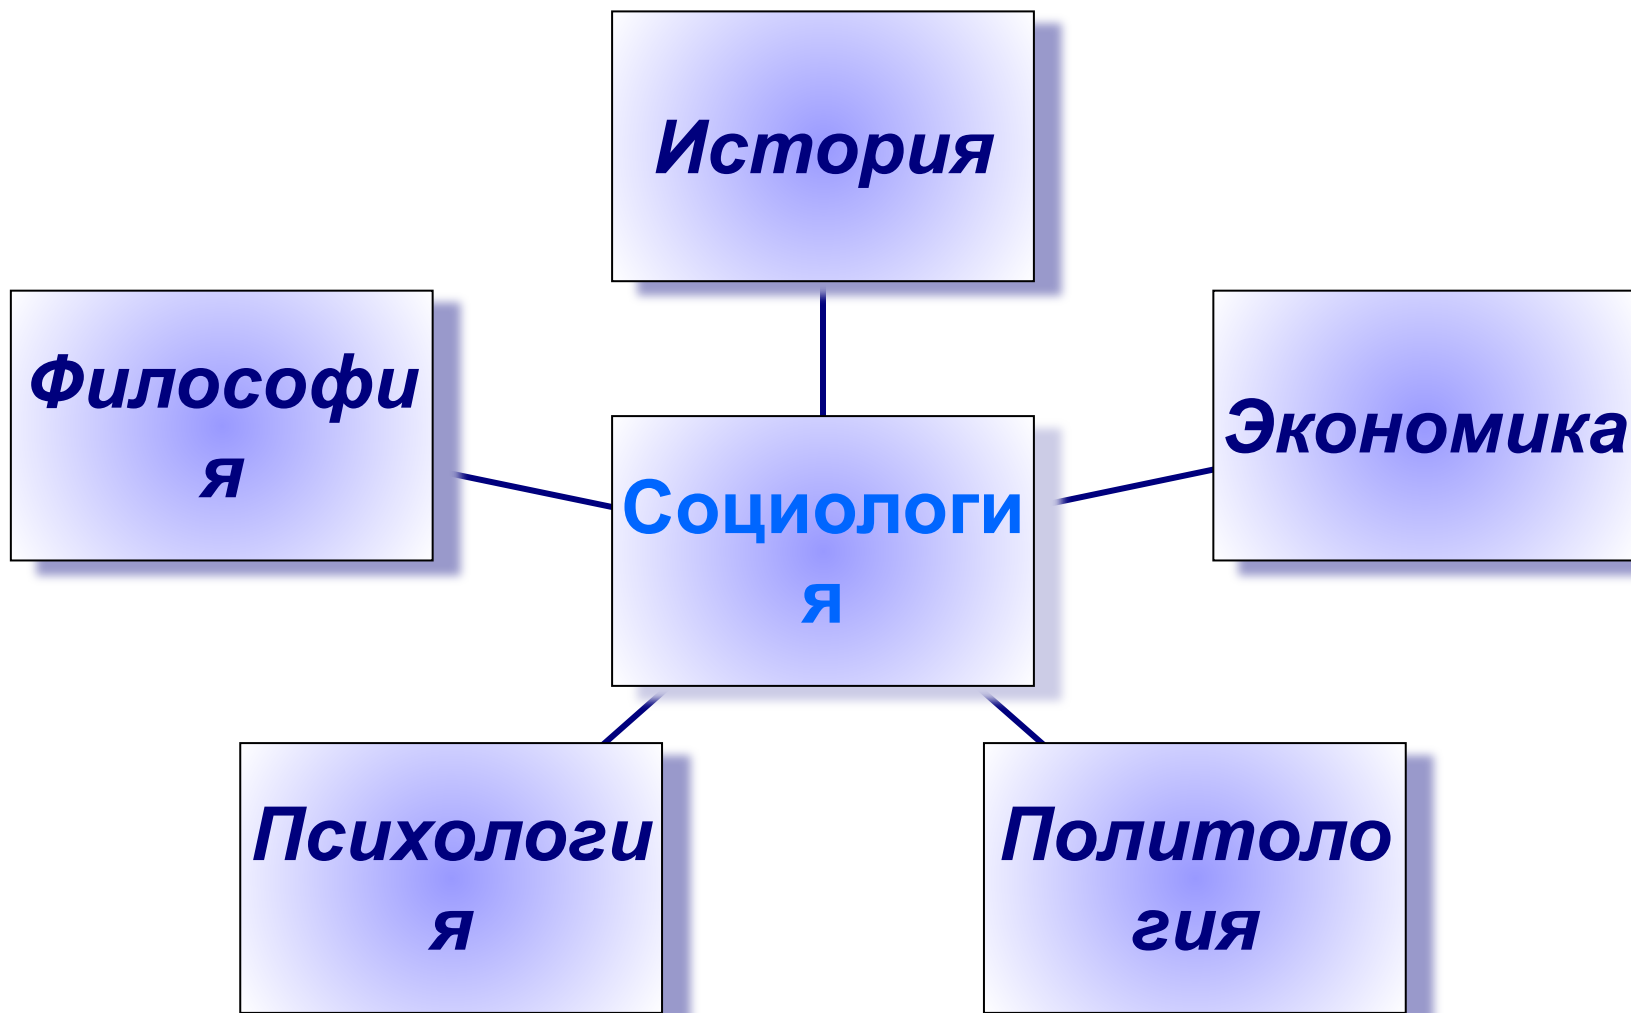 История
Философи
я
Экономика
Социологи
я
Психологи
я
Политоло
гия